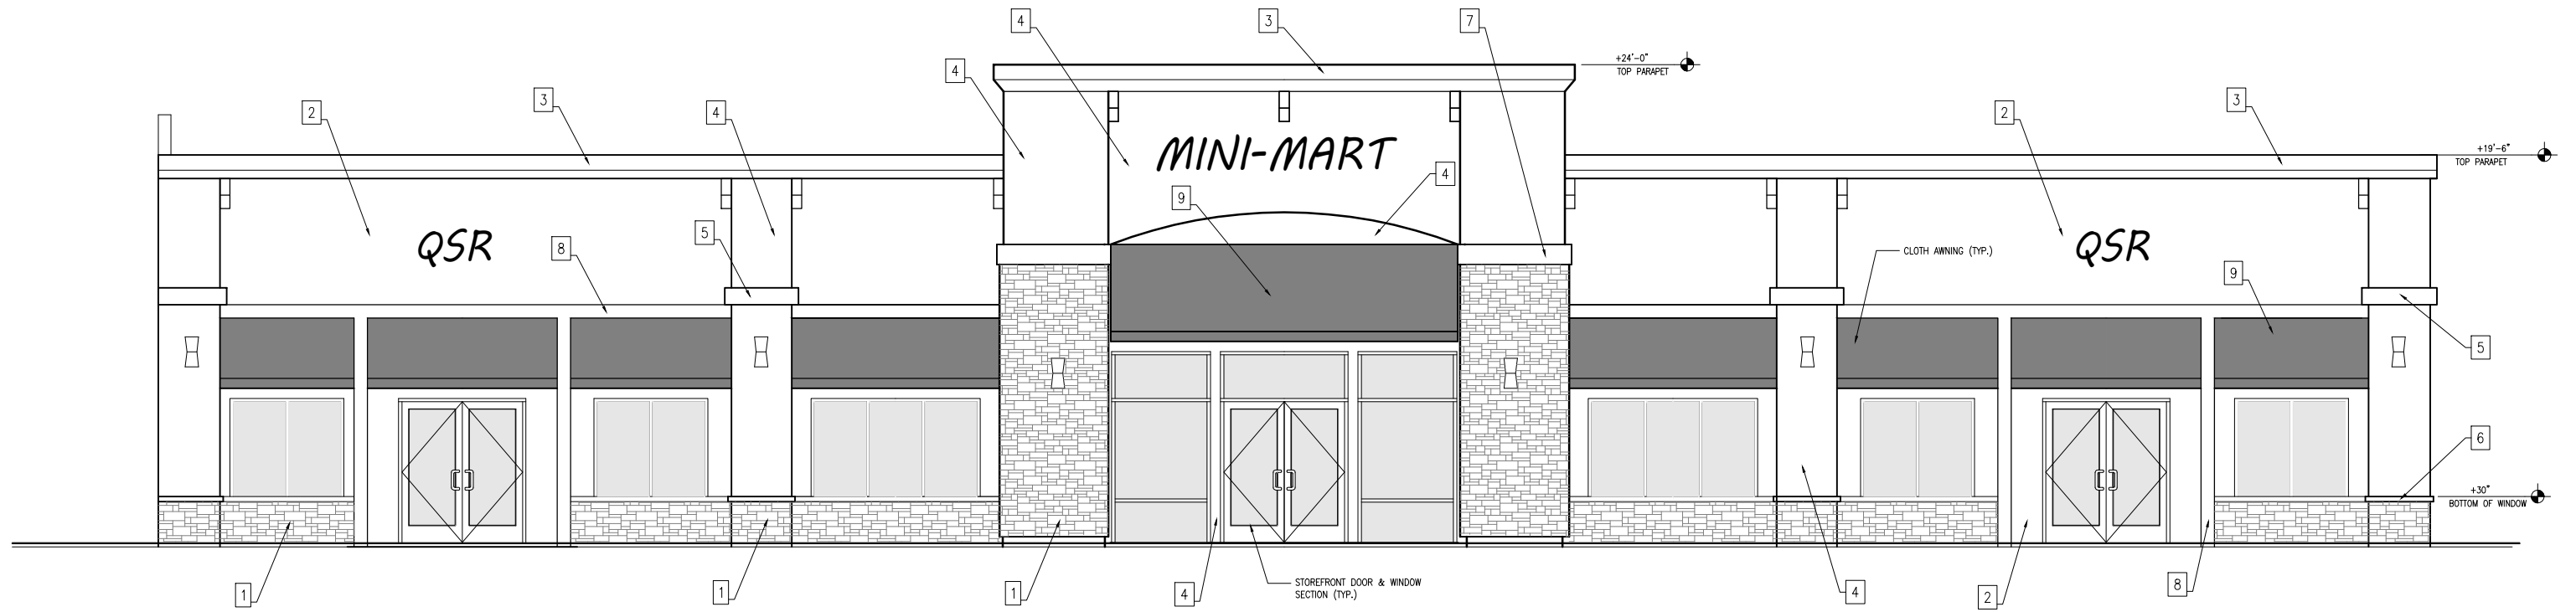 4
3
7
4
+24'-0"
TOP PARAPET
2
3
4
2
3
MINI-MART
+19'-6"
TOP PARAPET
4
9
5
QSR
8
CLOTH AWNING (TYP.)
QSR
9
5
6
+30"
BOTTOM OF WINDOW
1
1
1
4
STOREFRONT DOOR & WINDOW
SECTION (TYP.)
4
2
8